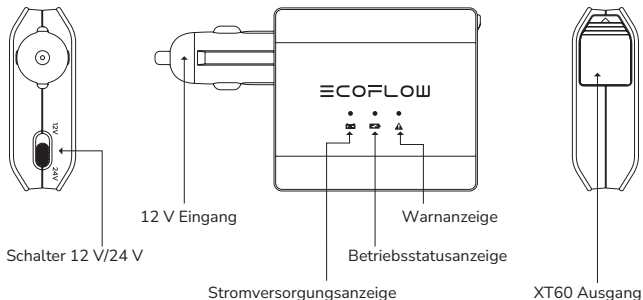 12V
24V
ECOFLOW
12 V Eingang
Warnanzeige
Schalter 12 V/24 V
Betriebsstatusanzeige
Stromversorgungsanzeige
XT60 Ausgang